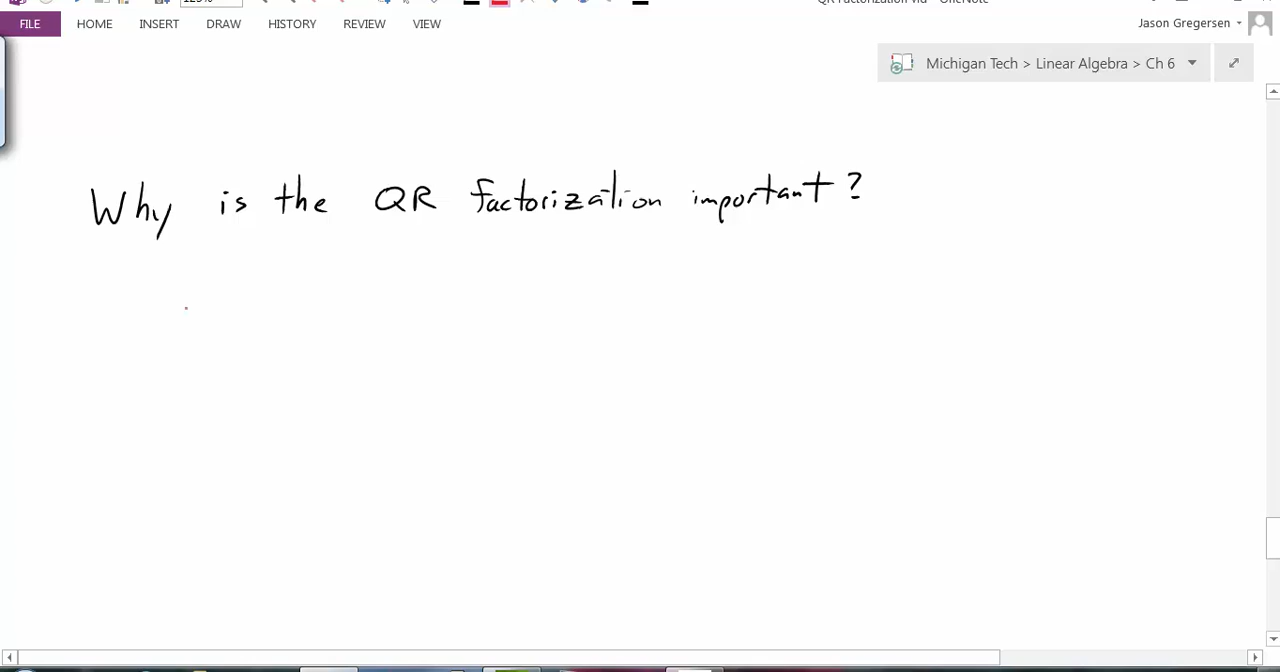 FILE HOME INSERT DRAW HISTORY REVIEW VIEW
Jason Gregersen
Michigan Tech > Linear Algebra > Ch 6
Why is the QR factorization important?